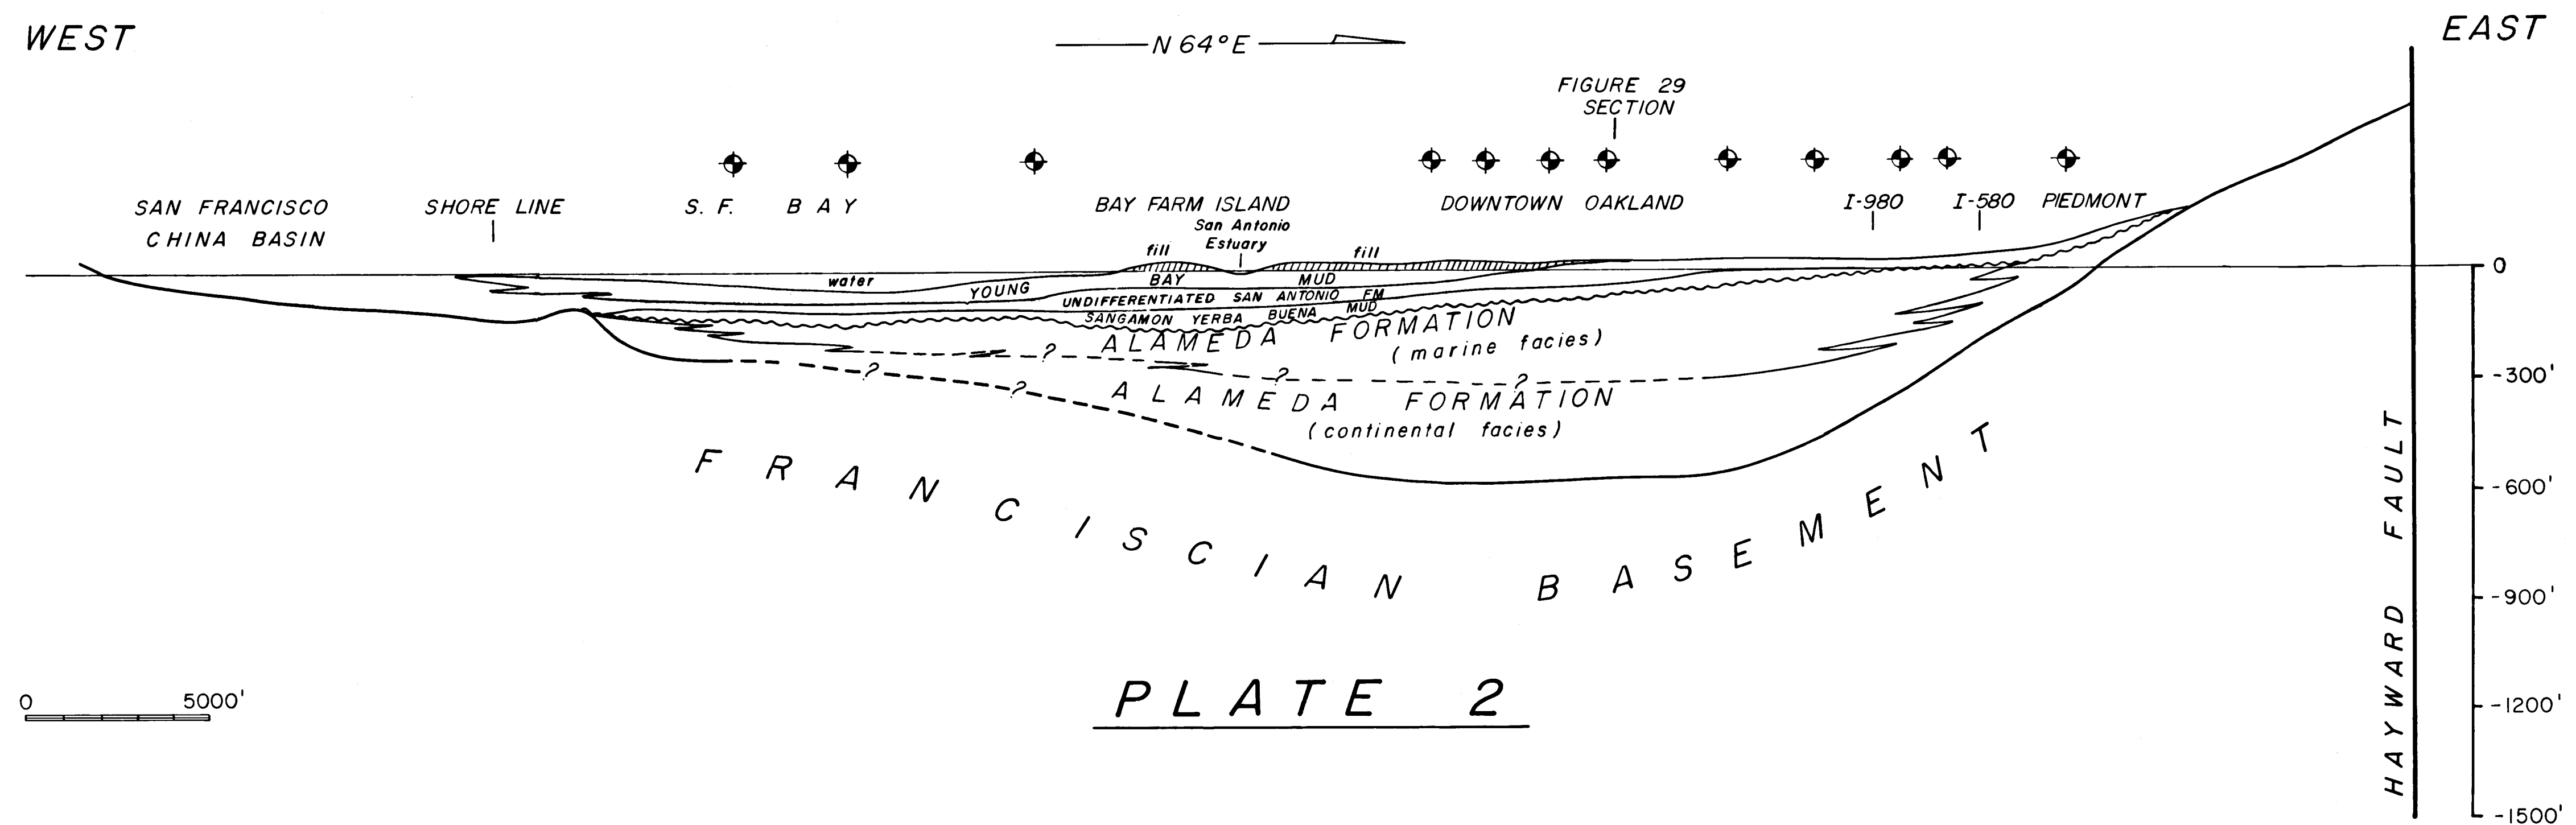 WEST
N 64° E
EAST
FIGURE 29
SECTION
SAN FRANCISCO
CHINA BASIN
SHORE LINE
S. F. BAY
BAY FARM ISLAND
San Antonio
Estuary
DOWNTOWN OAKLAND
I-980
I-580
PIEDMONT
fill
fill
water
YOUNG BAY MUD
UNDIFFERENTIATED SAN ANTONIO FM
SANGAMON YERBA BUENA MUD
ALAMEDA FORMATION
(marine facies)
?
?
?
?
?
ALAMEDA FORMATION
(continental facies)
FRANCISCIAN BASEMENT
HAYWARD FAULT
0
-300'
-600'
-900'
-1200'
-1500'
0 5000'
PLATE 2